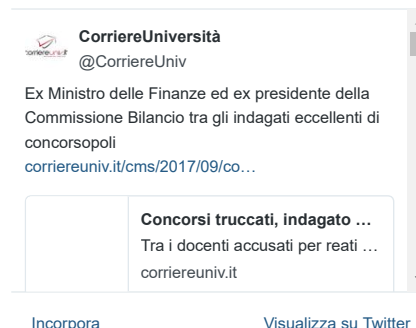 CorriereUniversità
@CorriereUniv
Ex Ministro delle Finanze ed ex presidente della
Commissione Bilancio tra gli indagati eccellenti di
concorsopoli
corriereuniv.it/cms/2017/09/co…
Concorsi truccati, indagato …
Tra i docenti accusati per reati …
corriereuniv.it
Incorpora
Visualizza su Twitter